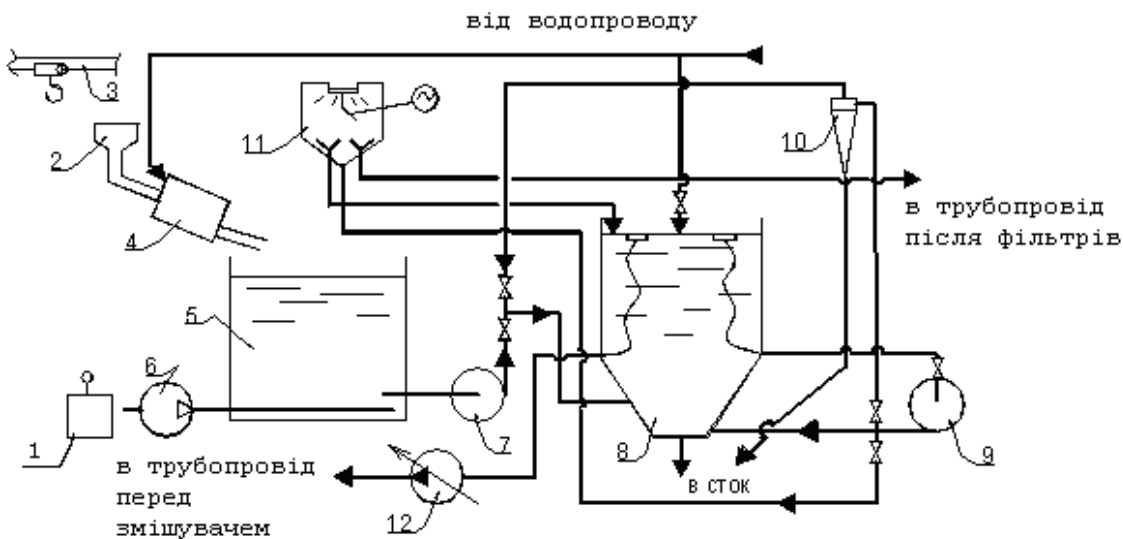 від водопроводу
3
2
11
10
4
в трубопровід
після фільтрів
5
6
1
7
8
9
в трубопровід
перед
змішувачем
12
В СТОК